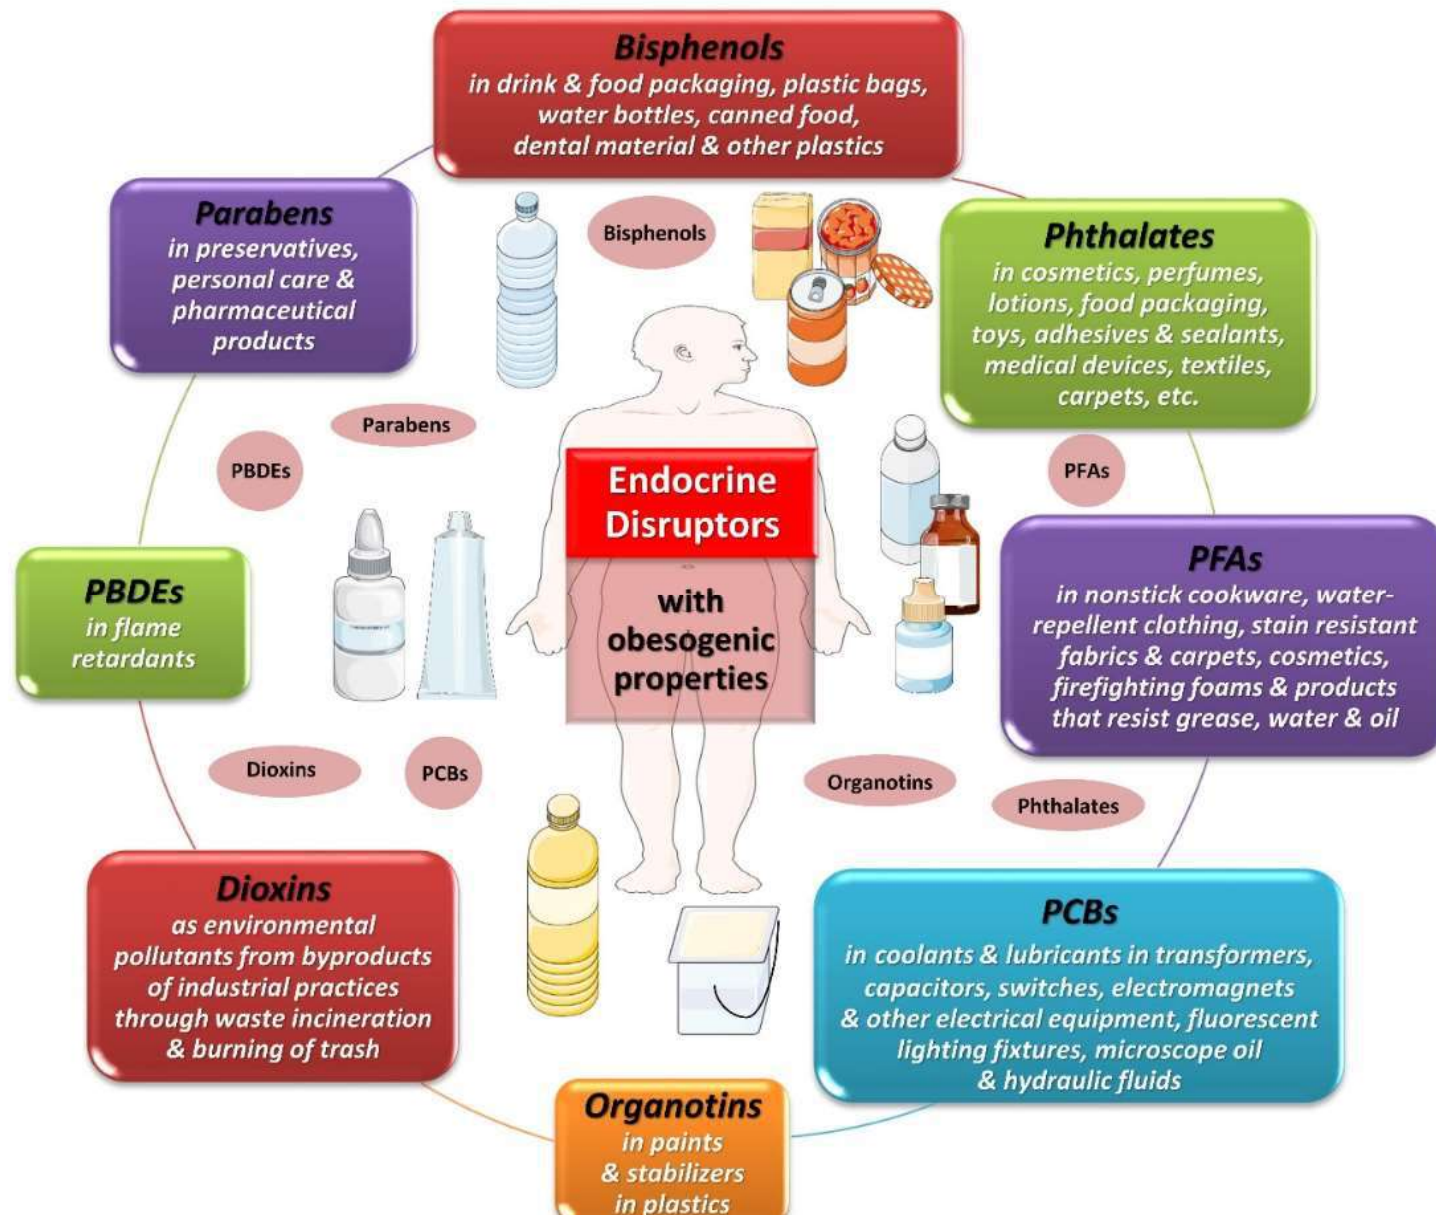 Bisphenols
in drink & food packaging, plastic bags,
water bottles, canned food,
dental material & other plastics
Parabens
in preservatives,
personal care &
pharmaceutical
products
Bisphenols
Phthalates
in cosmetics, perfumes,
lotions, food packaging,
toys, adhesives & sealants,
medical devices, textiles,
carpets, etc.
Parabens
PBDEs
PFAs
Endocrine
Disruptors
with
obesogenic
properties
PBDEs
in flame
retardants
PFAs
in nonstick cookware, water-
repellent clothing, stain resistant
fabrics & carpets, cosmetics,
firefighting foams & products
that resist grease, water & oil
Dioxins
PCBs
Organotins
Phthalates
Dioxins
as environmental
pollutants from byproducts
of industrial practices
through waste incineration
& burning of trash
PCBs
in coolants & lubricants in transformers,
capacitors, switches, electromagnets
& other electrical equipment, fluorescent
lighting fixtures, microscope oil
& hydraulic fluids
Organotins
in paints
& stabilizers
in plastics